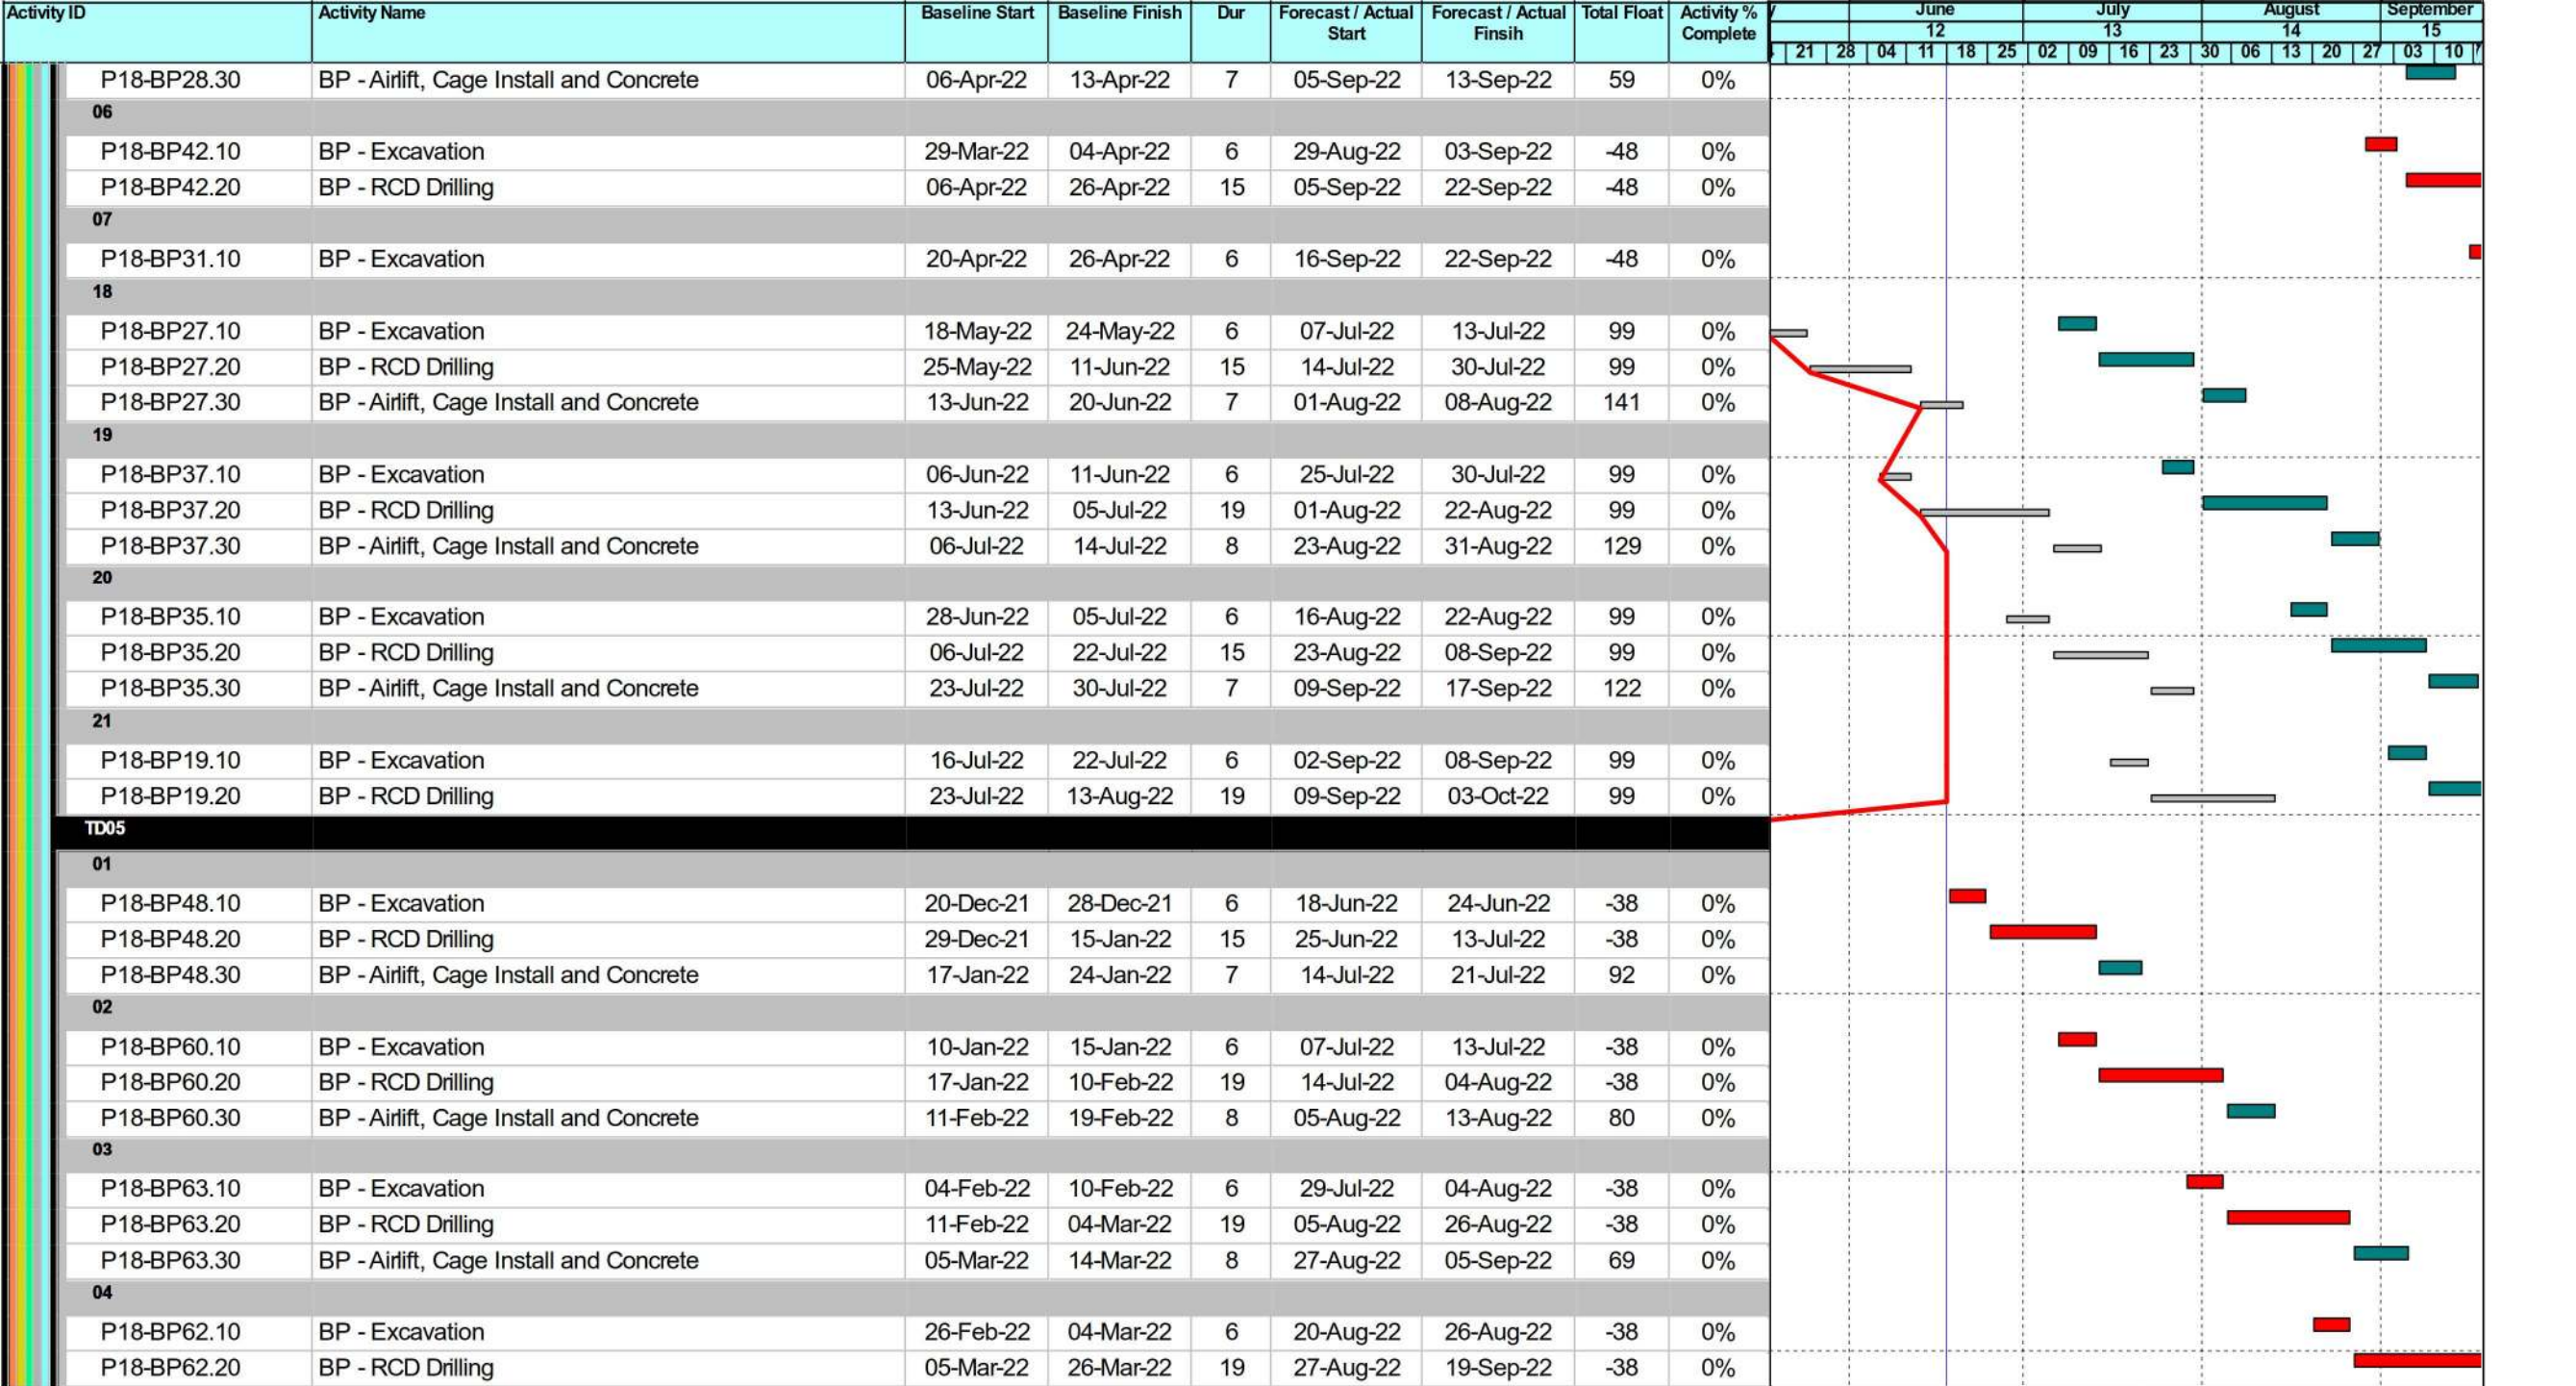 Activity ID Activity Name Baseline Start Baseline Finish Dur Forecast / Actual Start Forecast / Actual Finsih Total Float Activity % Complete
June July August September
12 13 14 15
21 28 04 11 18 25 02 09 16 23 30 06 13 20 27 03 10
P18-BP28.30 BP - Airlift, Cage Install and Concrete 06-Apr-22 13-Apr-22 7 05-Sep-22 13-Sep-22 59 0%
06
P18-BP42.10 BP - Excavation 29-Mar-22 04-Apr-22 6 29-Aug-22 03-Sep-22 -48 0%
P18-BP42.20 BP - RCD Drilling 06-Apr-22 26-Apr-22 15 05-Sep-22 22-Sep-22 -48 0%
07
P18-BP31.10 BP - Excavation 20-Apr-22 26-Apr-22 6 16-Sep-22 22-Sep-22 -48 0%
18
P18-BP27.10 BP - Excavation 18-May-22 24-May-22 6 07-Jul-22 13-Jul-22 99 0%
P18-BP27.20 BP - RCD Drilling 25-May-22 11-Jun-22 15 14-Jul-22 30-Jul-22 99 0%
P18-BP27.30 BP - Airlift, Cage Install and Concrete 13-Jun-22 20-Jun-22 7 01-Aug-22 08-Aug-22 141 0%
19
P18-BP37.10 BP - Excavation 06-Jun-22 11-Jun-22 6 25-Jul-22 30-Jul-22 99 0%
P18-BP37.20 BP - RCD Drilling 13-Jun-22 05-Jul-22 19 01-Aug-22 22-Aug-22 99 0%
P18-BP37.30 BP - Airlift, Cage Install and Concrete 06-Jul-22 14-Jul-22 8 23-Aug-22 31-Aug-22 129 0%
20
P18-BP35.10 BP - Excavation 28-Jun-22 05-Jul-22 6 16-Aug-22 22-Aug-22 99 0%
P18-BP35.20 BP - RCD Drilling 06-Jul-22 22-Jul-22 15 23-Aug-22 08-Sep-22 99 0%
P18-BP35.30 BP - Airlift, Cage Install and Concrete 23-Jul-22 30-Jul-22 7 09-Sep-22 17-Sep-22 122 0%
21
P18-BP19.10 BP - Excavation 16-Jul-22 22-Jul-22 6 02-Sep-22 08-Sep-22 99 0%
P18-BP19.20 BP - RCD Drilling 23-Jul-22 13-Aug-22 19 09-Sep-22 03-Oct-22 99 0%
TD05
01
P18-BP48.10 BP - Excavation 20-Dec-21 28-Dec-21 6 18-Jun-22 24-Jun-22 -38 0%
P18-BP48.20 BP - RCD Drilling 29-Dec-21 15-Jan-22 15 25-Jun-22 13-Jul-22 -38 0%
P18-BP48.30 BP - Airlift, Cage Install and Concrete 17-Jan-22 24-Jan-22 7 14-Jul-22 21-Jul-22 92 0%
02
P18-BP60.10 BP - Excavation 10-Jan-22 15-Jan-22 6 07-Jul-22 13-Jul-22 -38 0%
P18-BP60.20 BP - RCD Drilling 17-Jan-22 10-Feb-22 19 14-Jul-22 04-Aug-22 -38 0%
P18-BP60.30 BP - Airlift, Cage Install and Concrete 11-Feb-22 19-Feb-22 8 05-Aug-22 13-Aug-22 80 0%
03
P18-BP63.10 BP - Excavation 04-Feb-22 10-Feb-22 6 29-Jul-22 04-Aug-22 -38 0%
P18-BP63.20 BP - RCD Drilling 11-Feb-22 04-Mar-22 19 05-Aug-22 26-Aug-22 -38 0%
P18-BP63.30 BP - Airlift, Cage Install and Concrete 05-Mar-22 14-Mar-22 8 27-Aug-22 05-Sep-22 69 0%
04
P18-BP62.10 BP - Excavation 26-Feb-22 04-Mar-22 6 20-Aug-22 26-Aug-22 -38 0%
P18-BP62.20 BP - RCD Drilling 05-Mar-22 26-Mar-22 19 27-Aug-22 19-Sep-22 -38 0%